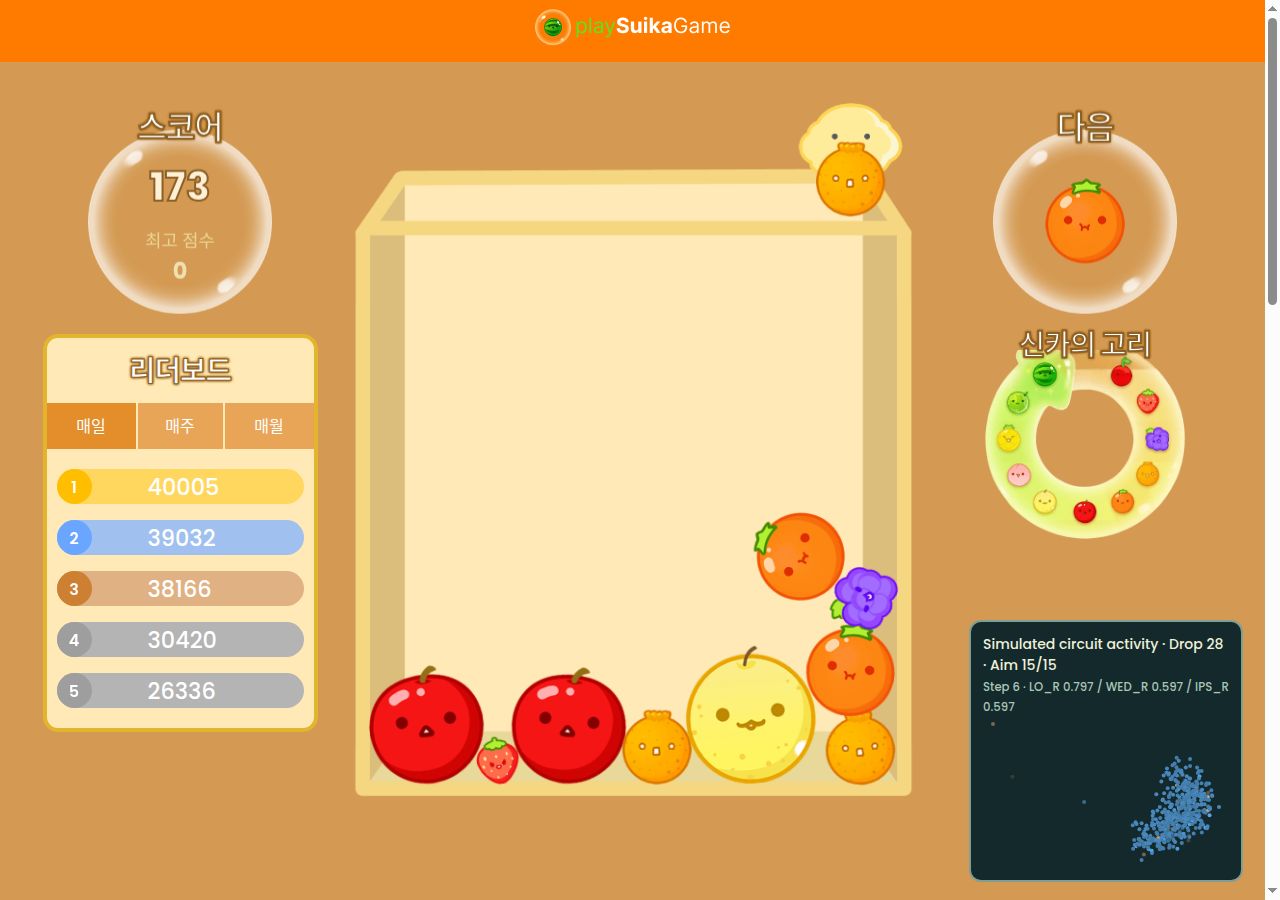 playSuikaGame
스코어
173
최고 점수
0
다음
신카의 고리
리더보드
매일 매주 매월
1 40005
2 39032
3 38166
4 30420
5 26336
Simulated circuit activity · Drop 28
· Aim 15/15
Step 6 · LO_R 0.797 / WED_R 0.597 / IPS_R
0.597